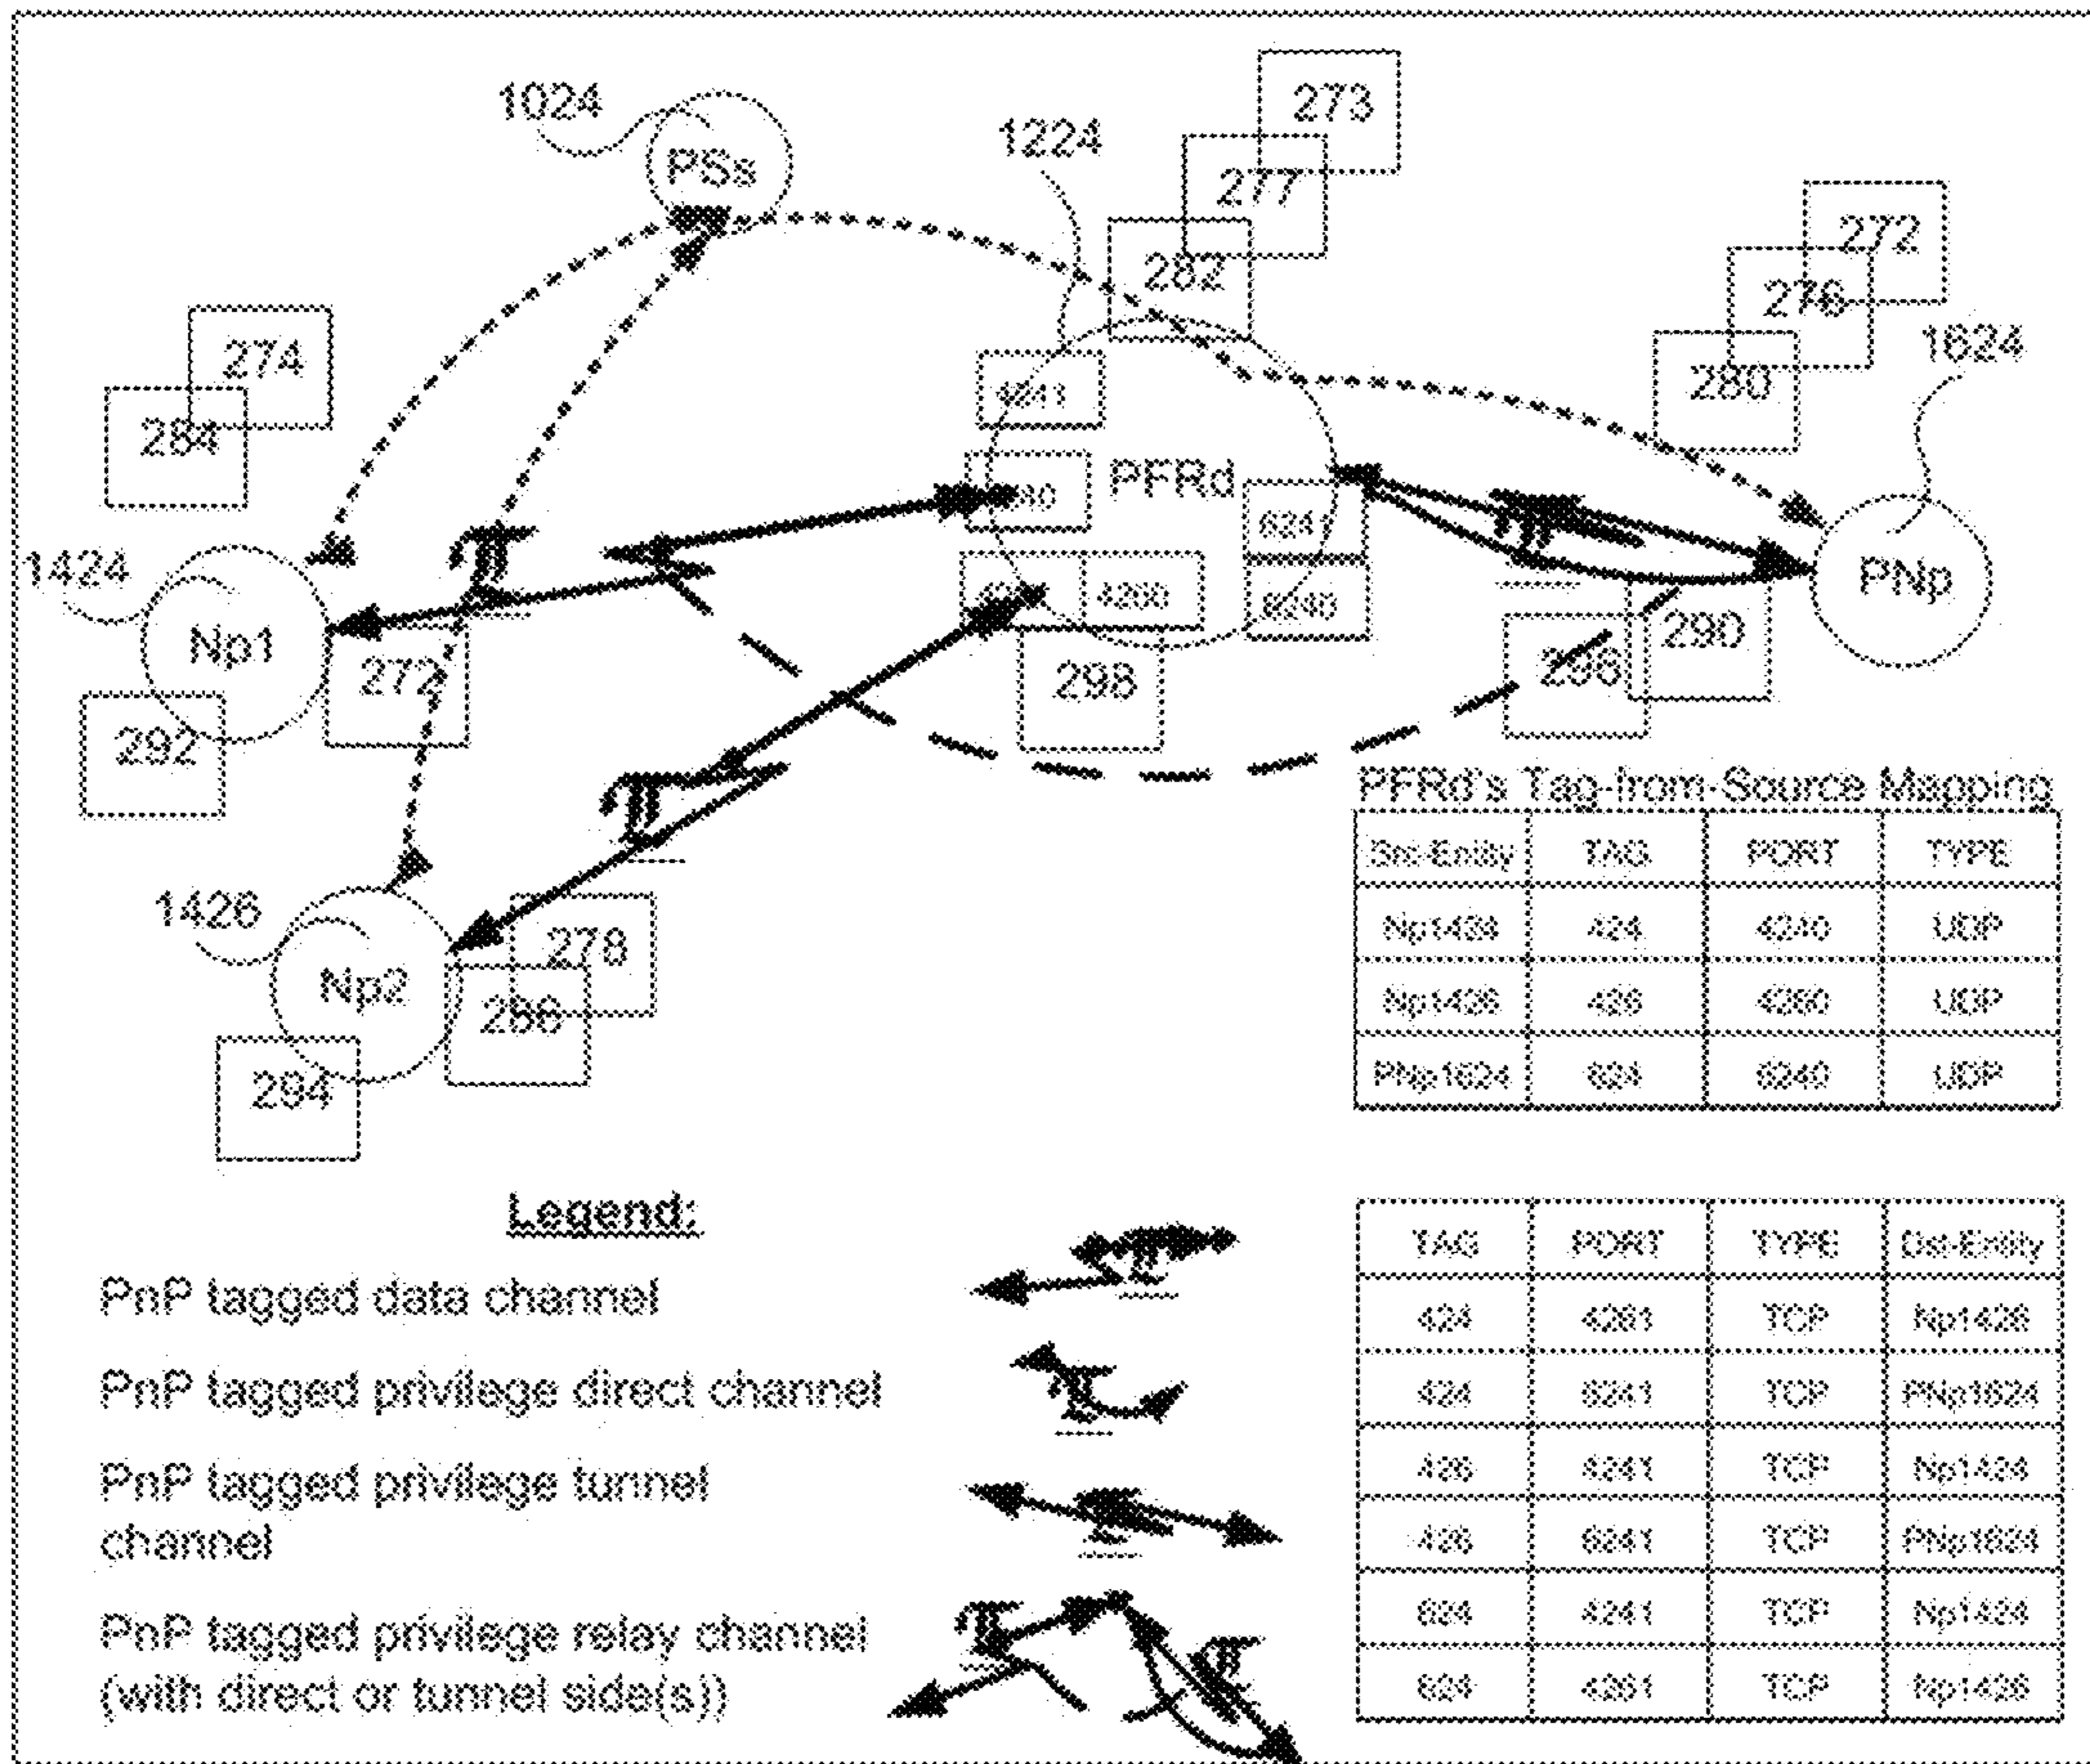 1024
PSs
1224
273
277
282
272
276
280
1624
274
284
4241
PFRd
6241
6240
4260
PNp
1424
Np1
272
292
298
296
290
1426
Np2
278
286
294
PFRd's Tag-from-Source Mapping
TAG PORT TYPE
Np1424 424 4240 UDP
Np1426 426 4260 UDP
PNp1624 624 6240 UDP
Legend:
PnP tagged data channel
PnP tagged privilege direct channel
PnP tagged privilege tunnel
channel
PnP tagged privilege relay channel
(with direct or tunnel side(s))
TAG PORT TYPE Dst-Entity
424 4261 TCP Np1426
424 6241 TCP PNp1624
426 4241 TCP Np1424
426 6241 TCP PNp1624
624 4241 TCP Np1424
624 4261 TCP Np1426